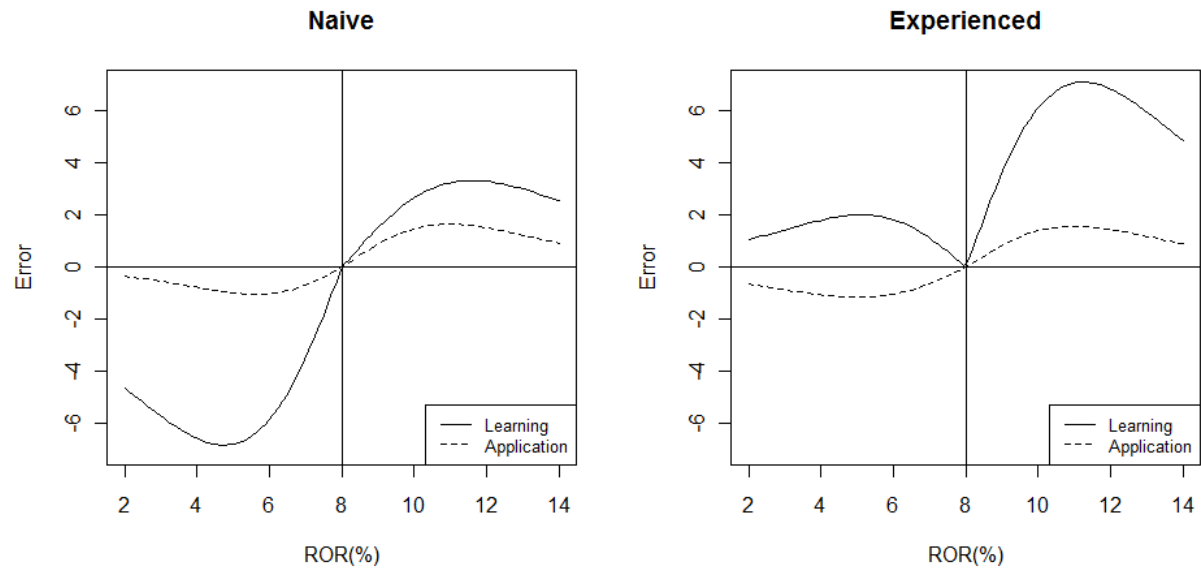 Naive
Error
6
4
2
0
-2
-4
-6
2 4 6 8 10 12 14
ROR(%)
Learning
Application
Experienced
Error
6
4
2
0
-2
-4
-6
2 4 6 8 10 12 14
ROR(%)
Learning
Application